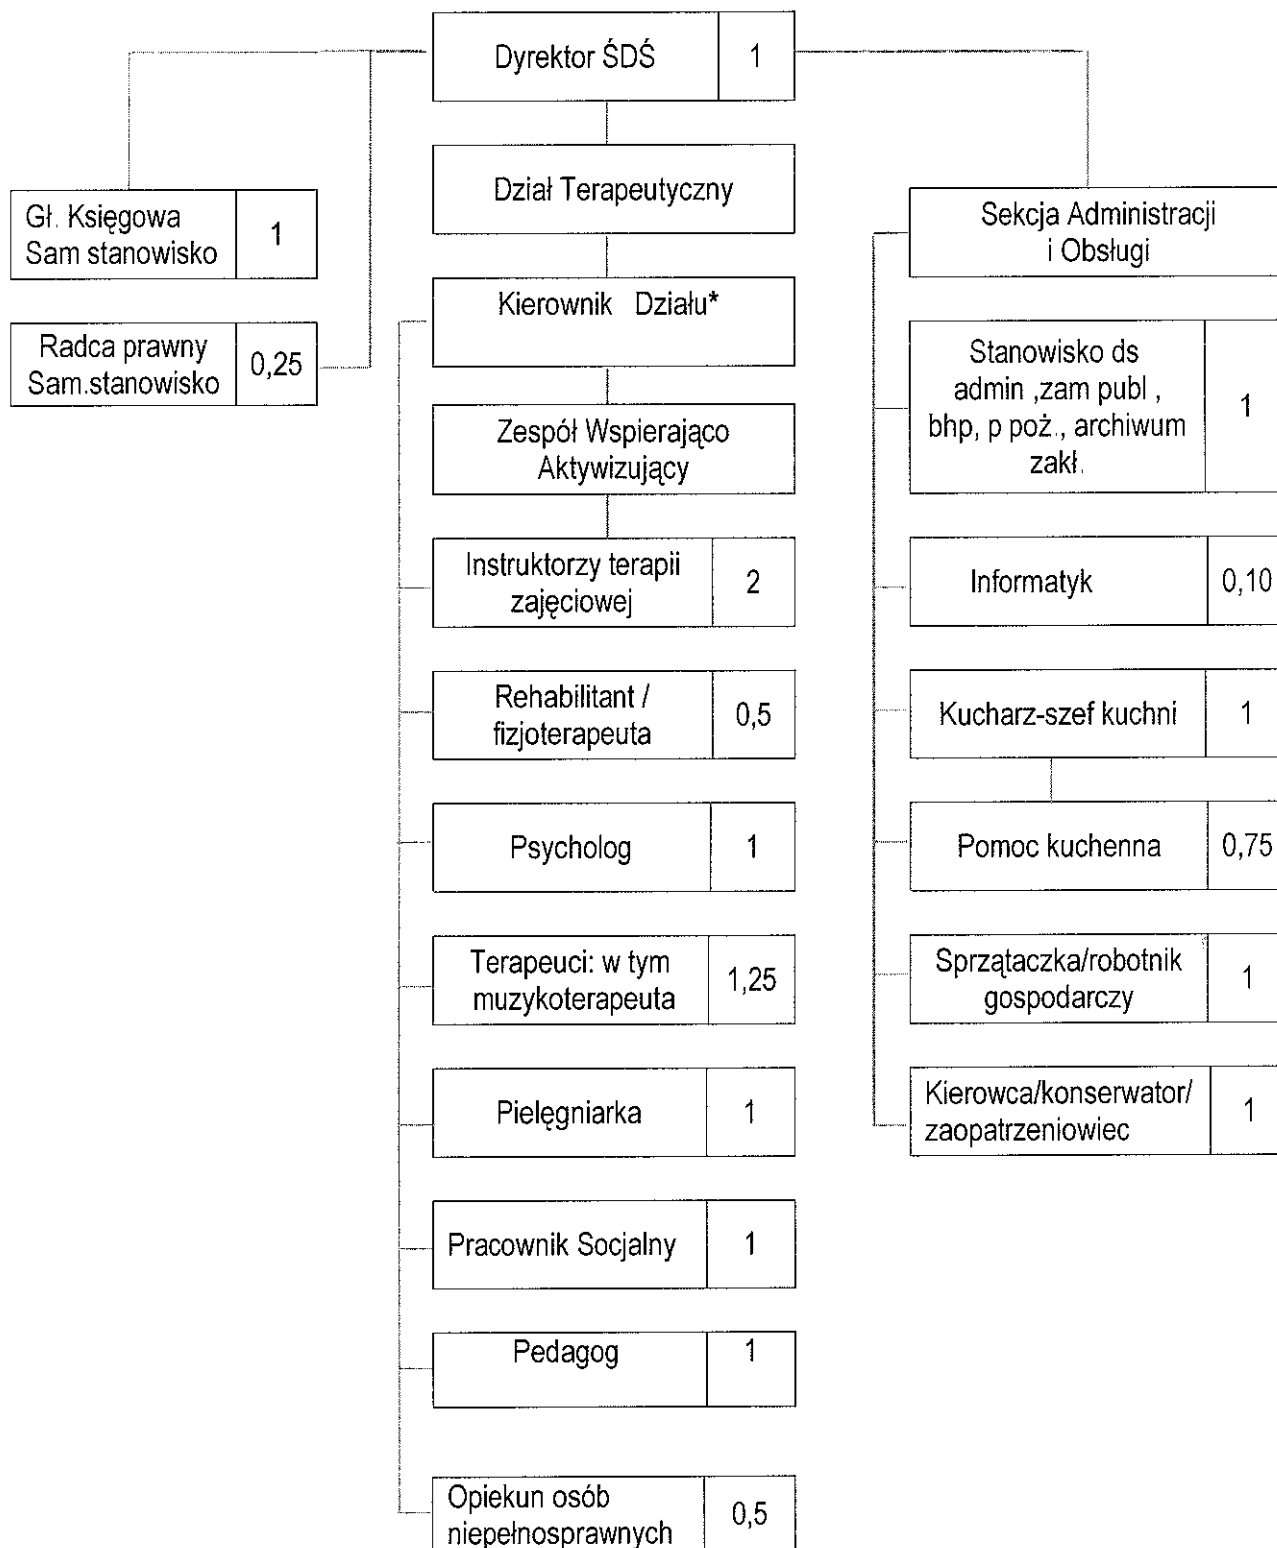 Dyrektor ŚDŚ
1
Dział Terapeutyczny
Gł. Księgowa
Sam stanowisko
1
Radca prawny
Sam.stanowisko
0,25
Kierownik Działu*
Zespół Wspierająco
Aktywizujący
Instruktorzy terapii
zajęciowej
2
Rehabilitant /
fizjoterapeuta
0,5
Psycholog
1
Terapeuci: w tym
muzykoterapeuta
1,25
Pielęgniarka
1
Pracownik Socjalny
1
Pedagog
1
Opiekun osób
niepełnosprawnych
0,5
Sekcja Administracji
i Obsługi
Stanowisko ds
admin ,zam publ ,
bhp, p poż., archiwum
zakł.
1
Informatyk
0,10
Kucharz-szef kuchni
1
Pomoc kuchenna
0,75
Sprzątaczka/robotnik
gospodarczy
1
Kierowca/konserwator/
zaopatrzeniowiec
1